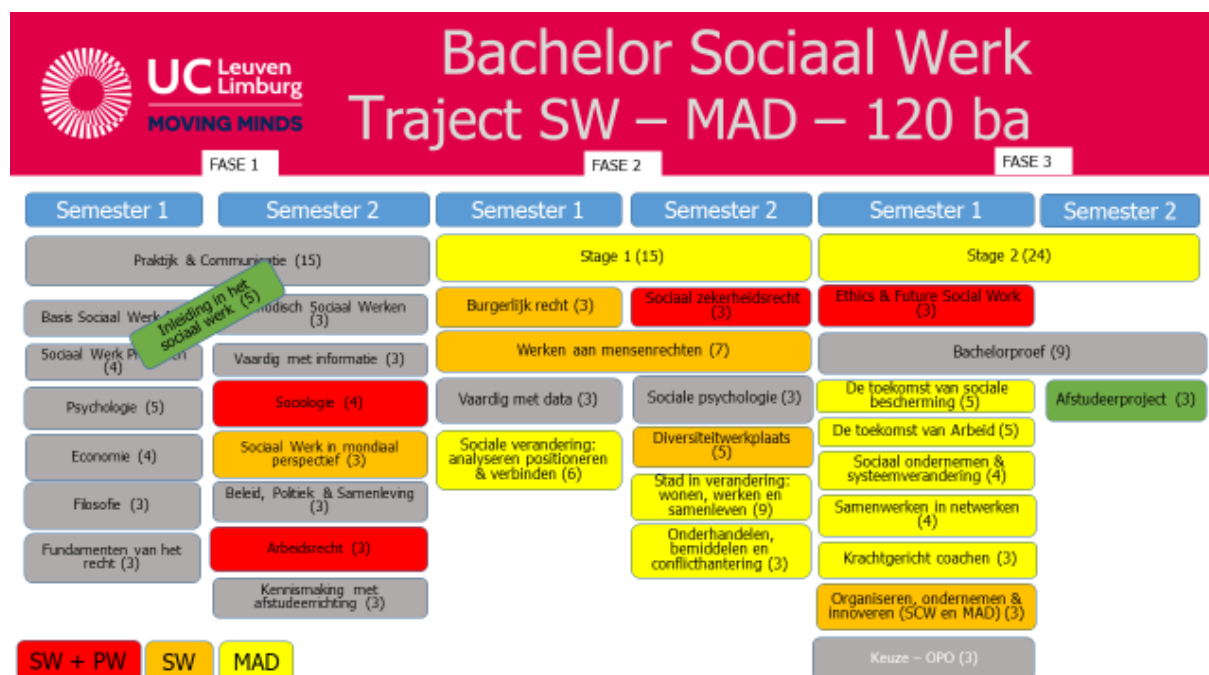 UC Leuven
Limburg
MOVING MINDS
Bachelor Sociaal Werk
Traject SW – MAD – 120 ba
FASE 1
FASE 2
FASE 3
Semester 1
Semester 2
Semester 1
Semester 2
Semester 1
Semester 2
Praktijk & Communicatie (15)
Inleiding in het
sociaal werk (5)
Basis Sociaal Werk
Sociaal Werk
(4)
Psychologie (5)
Economie (4)
Filosofie (3)
Fundamenten van het
recht (3)
Sociaal Werken
(3)
Vaardig met informatie (3)
Sociologie (4)
Sociaal Werk in mondiaal
perspectief (3)
Beleid, Politiek & Samenleving
(3)
Arbeidsrecht (3)
Kennismaking met
afstudeerrichting (3)
Stage 1 (15)
Burgerlijk recht (3)
Sociaal zekerheidsrecht
(3)
Werken aan mensenrechten (7)
Vaardig met data (3)
Sociale verandering:
analyseren positioneren
& verbinden (6)
Sociale psychologie (3)
Diversiteitwerkplaats
(5)
Stad in verandering:
wonen, werken en
samenleven (9)
Onderhandelen,
bemiddelen en
conflicthantering (3)
Stage 2 (24)
Ethics & Future Social Work
(3)
Bachelorproef (9)
De toekomst van sociale
bescherming (5)
De toekomst van Arbeid (5)
Sociaal ondernemen &
systeemverandering (4)
Samenwerken in netwerken
(4)
Krachtgericht coachen (3)
Organiseren, ondernemen &
innoveren (SCW en MAD) (3)
Keuze – OPO (3)
Afstudeerproject (3)
SW + PW
SW
MAD